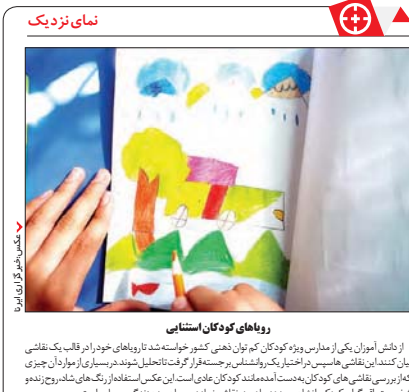 نمای نزدیک
عکس: خبرگزاری ایرنا
رویاهای کودکان استثنایی
از دانش آموزان یکی از مدارس ویژه کودکان کم توان ذهنی کشور خواسته شد تا رویاهای خود را در قالب یک نقاشی
بیان کنند. این نقاشی ها سپس در اختیار یک روانشناس برجسته قرار گرفت تا تحلیل شوند. در بسیاری از موارد آن چیزی
که از بررسی نقاشی های کودکان به دست آمده مانند کودکان عادی است. این عکس استفاده از رنگ های شاد، روح زنده و